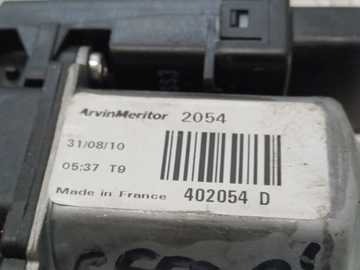 ArvinMeritor 2054
31/08/10
05:37 T9
Made in France 402054 D